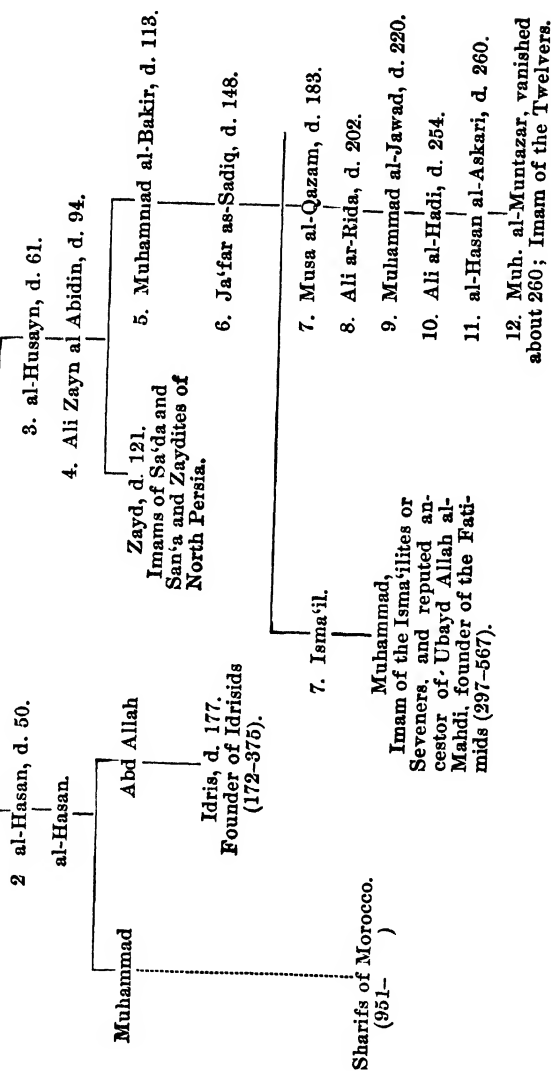 2 al-Hasan, d. 50.
al-Hasan.
Muhammad
Abd Allah
Idris, d. 177.
Founder of Idrisids
(172–375).
Sharifs of Morocco.
(951–      )
3. al-Husayn, d. 61.
4. Ali Zayn al Abidin, d. 94.
Zayd, d. 121.
Imams of Sa‘da and
San‘a and Zaydites of
North Persia.
5. Muhammad al-Bakir, d. 113.
6. Ja‘far as-Sadiq, d. 148.
7. Isma‘il.
Muhammad,
Imam of the Isma‘ilites or
Seveners, and reputed an-
cestor of Ubayd Allah al-
Mahdi, founder of the Fati-
mids (297–567).
7. Musa al-Qazam, d. 183.
8. Ali ar-Rida, d. 202.
9. Muhammad al-Jawad, d. 220.
10. Ali al-Hadi, d. 254.
11. al-Hasan al-Askari, d. 260.
12. Muh. al-Muntazar, vanished
about 260; Imam of the Twelvers.